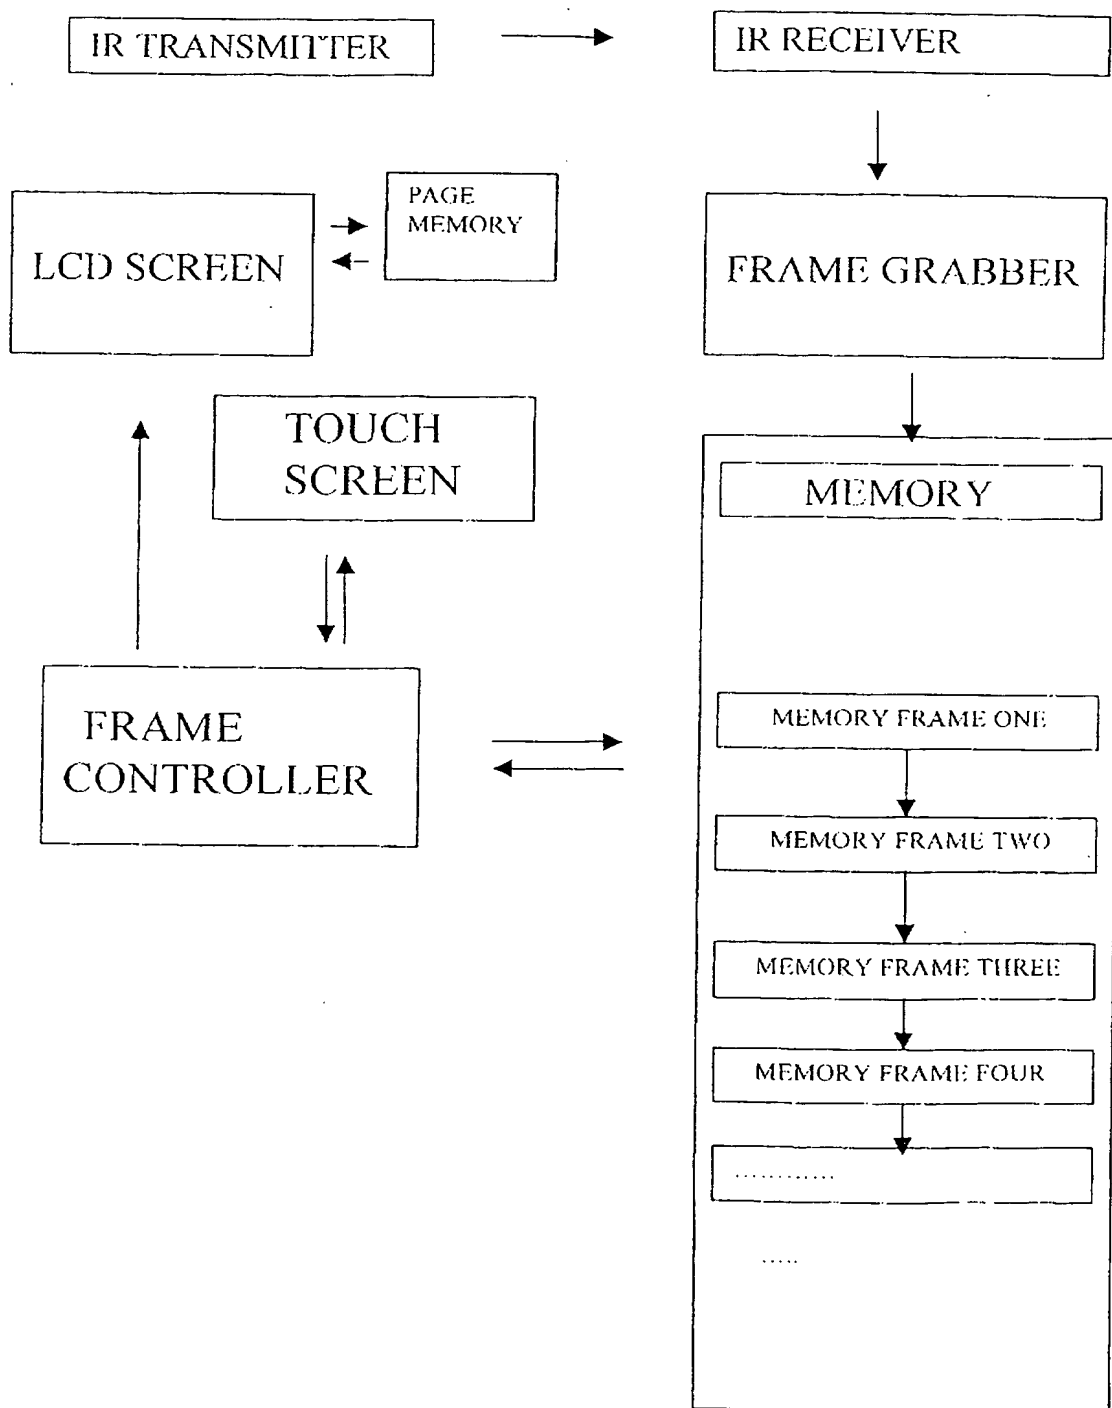 IR TRANSMITTER
IR RECEIVER
PAGE
MEMORY
LCD SCREEN
FRAME GRABBER
TOUCH
SCREEN
MEMORY
FRAME
CONTROLLER
MEMORY FRAME ONE
MEMORY FRAME TWO
MEMORY FRAME THREE
MEMORY FRAME FOUR
............
.....